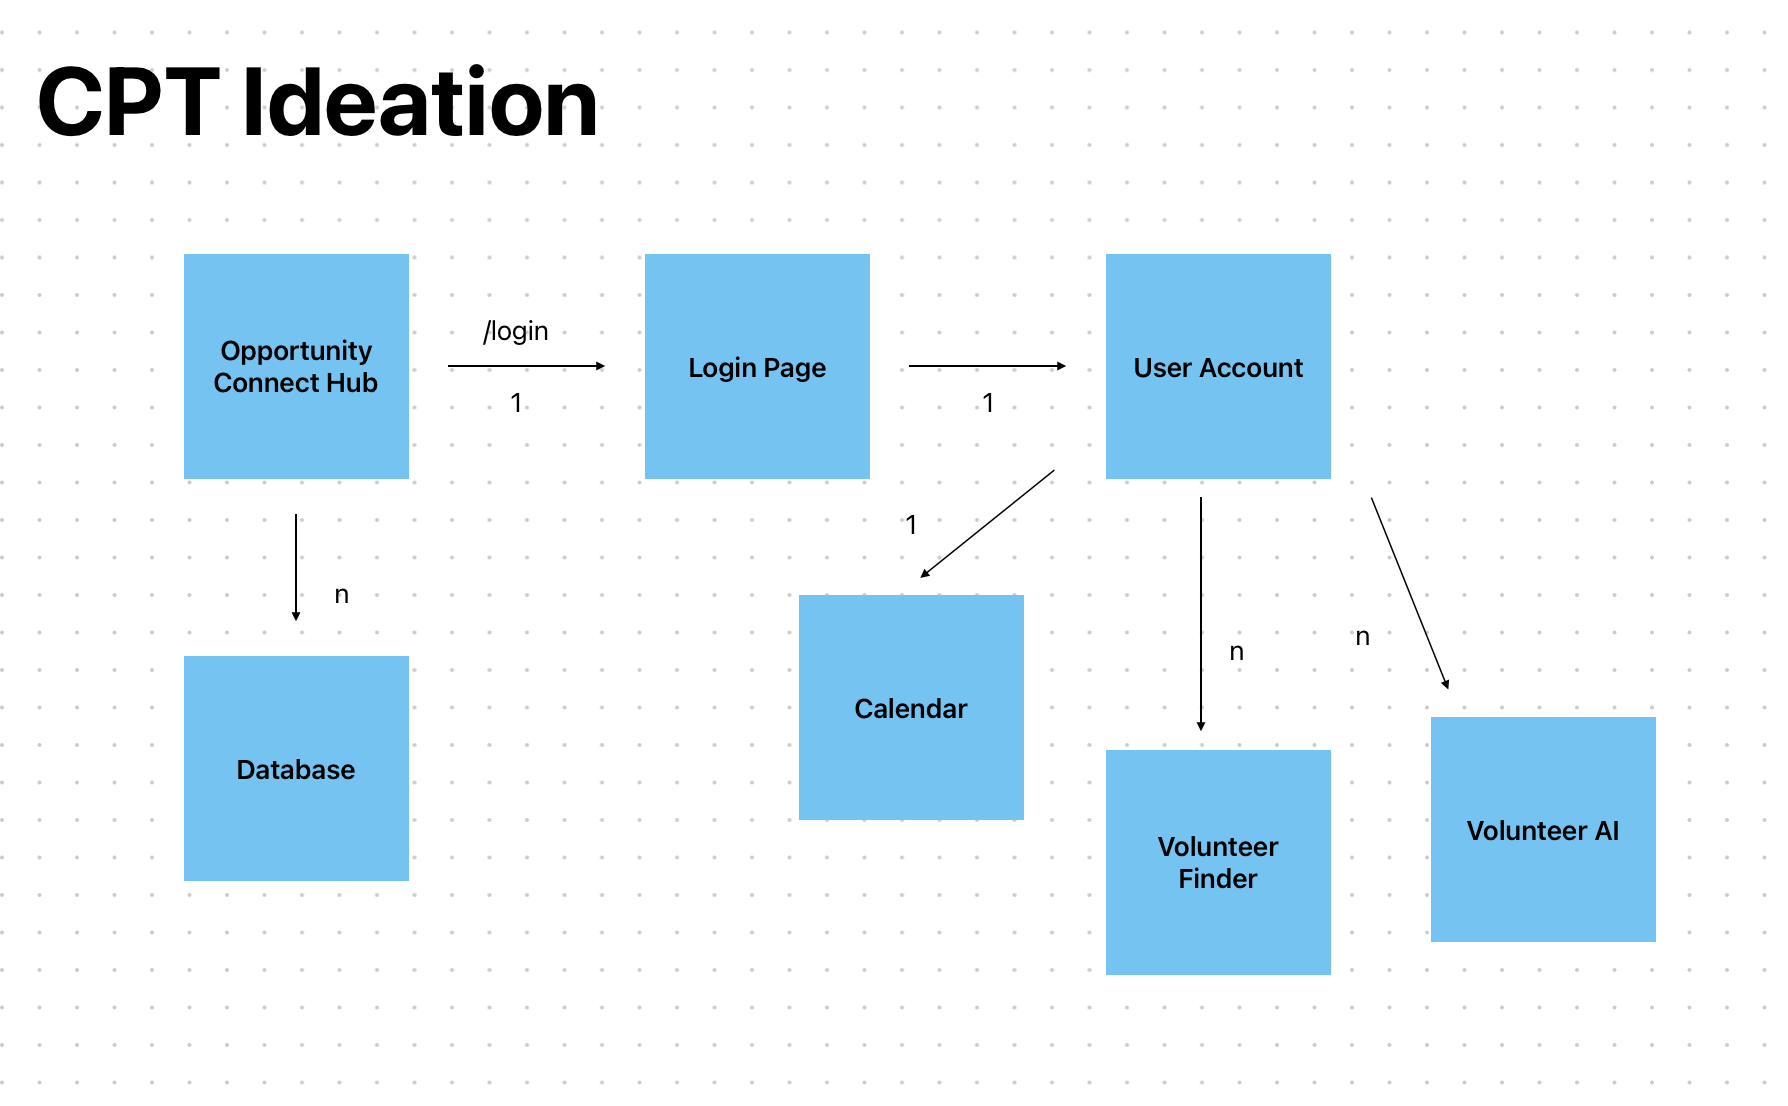 CPT Ideation
Opportunity
Connect Hub
/login
1
Login Page
1
User Account
n
Database
1
Calendar
n
Volunteer
Finder
n
Volunteer AI